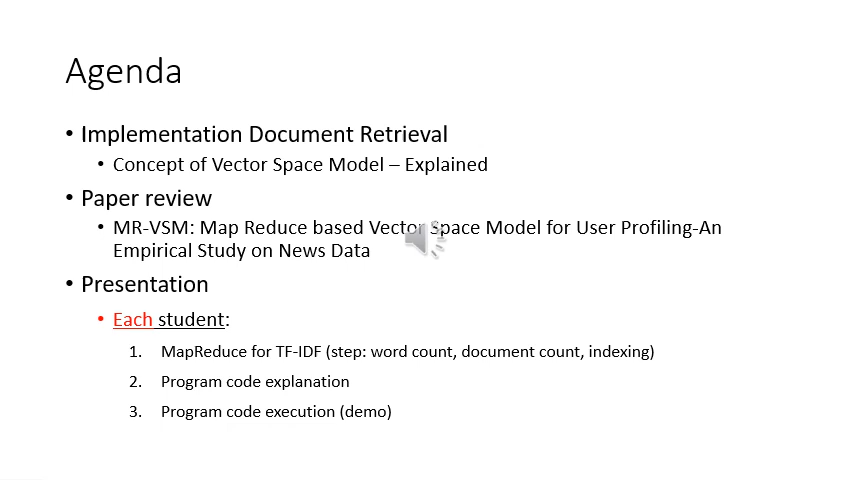 Agenda
• Implementation Document Retrieval
• Concept of Vector Space Model – Explained
• Paper review
• MR-VSM: Map Reduce based Vector Space Model for User Profiling-An
Empirical Study on News Data
• Presentation
• Each student:
1. MapReduce for TF-IDF (step: word count, document count, indexing)
2. Program code explanation
3. Program code execution (demo)